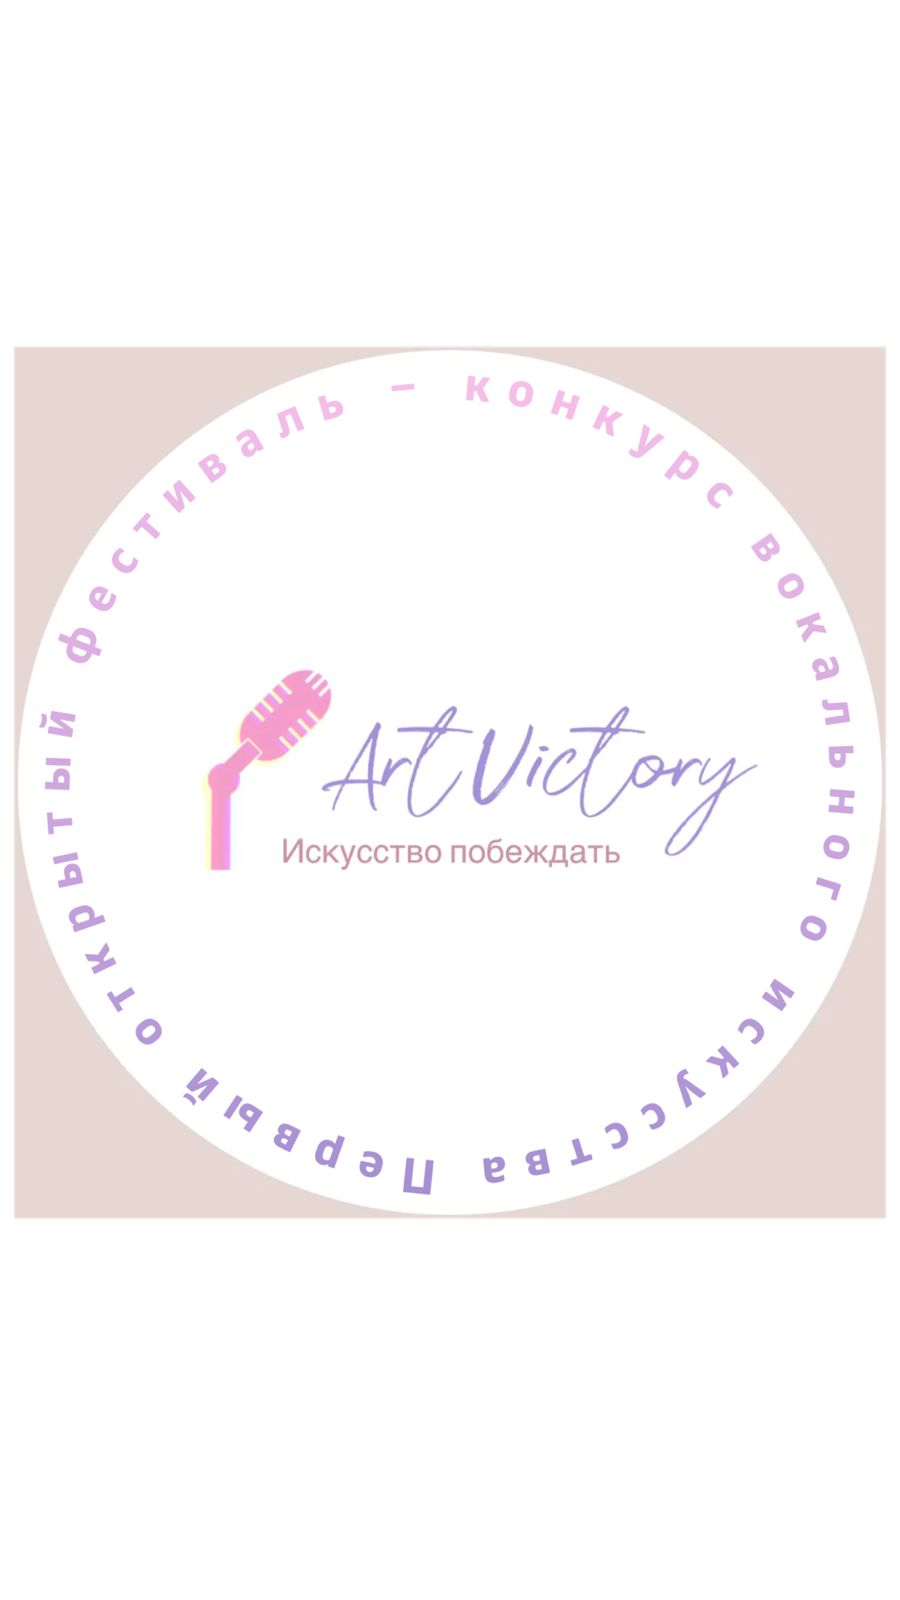 Первый открытый фестиваль – конкурс вокального искусства
Art Victory
Искусство побеждать